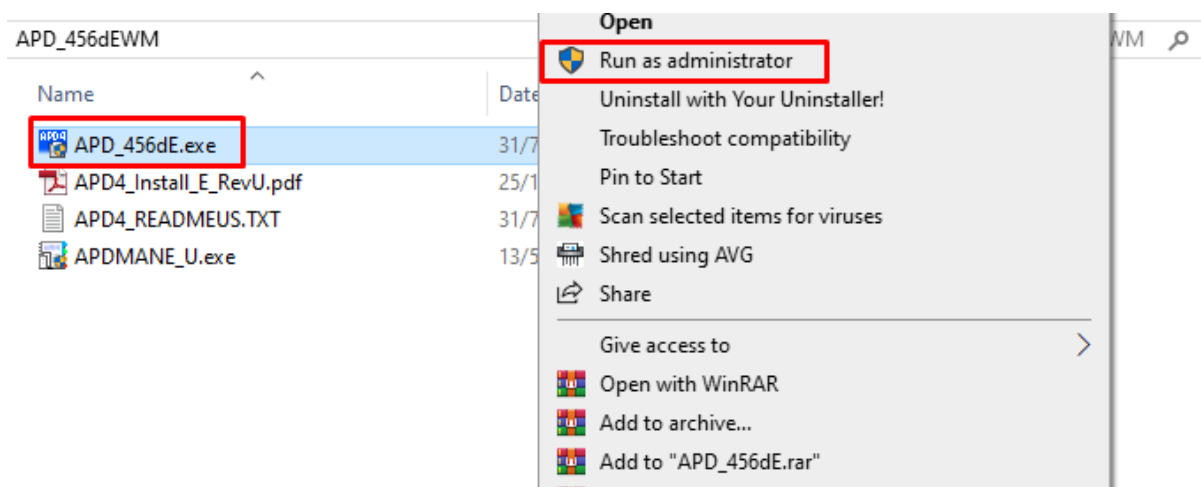 APD_456dEWM
Name
Date
APD_456dE.exe
31/7
APD4_Install_E_RevU.pdf
25/1
APD4_READMEUS.TXT
31/7
APDMANE_U.exe
13/5
Open
WM
Run as administrator
Uninstall with Your Uninstaller!
Troubleshoot compatibility
Pin to Start
Scan selected items for viruses
Shred using AVG
Share
Give access to
Open with WinRAR
Add to archive...
Add to "APD_456dE.rar"